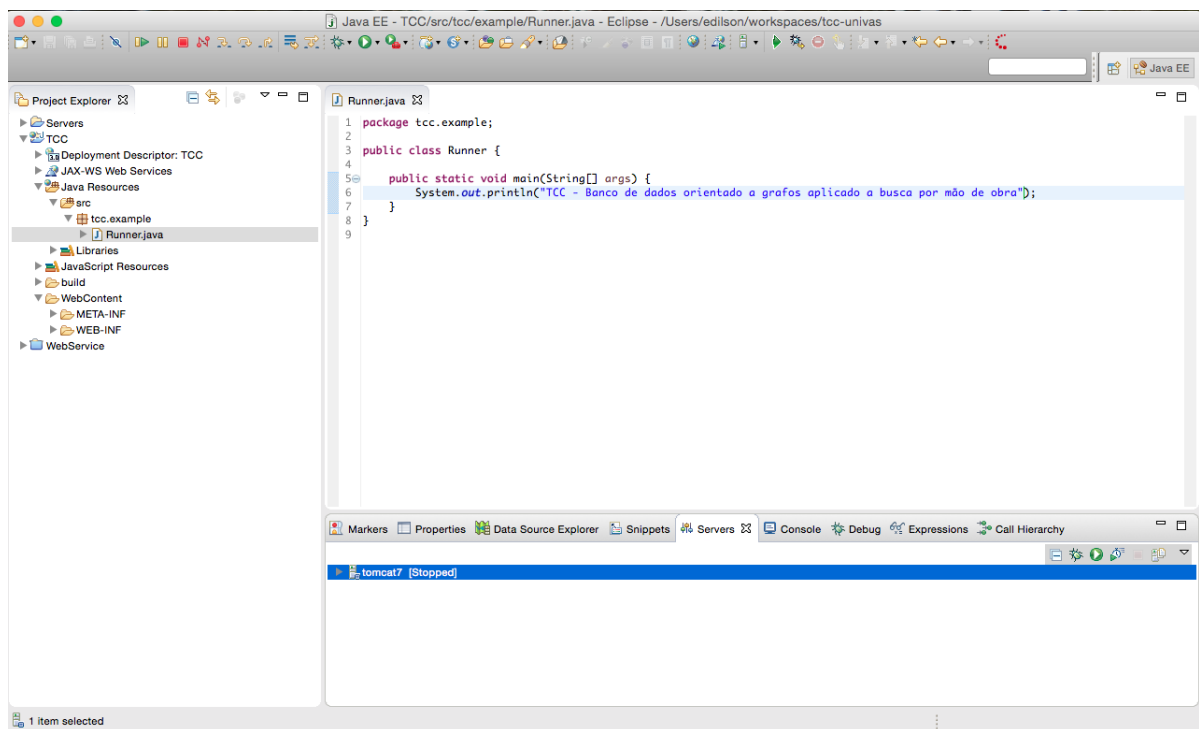 Java EE - TCC/src/tcc/example/Runner.java - Eclipse - /Users/edilson/workspaces/tcc-univas
Java EE
Project Explorer
Servers
TCC
Deployment Descriptor: TCC
JAX-WS Web Services
Java Resources
src
tcc.example
Runner.java
Libraries
JavaScript Resources
build
WebContent
META-INF
WEB-INF
WebService
Runner.java
1 package tcc.example;
2
3 public class Runner {
4
5 public static void main(String[] args) {
6 System.out.println("TCC - Banco de dados orientado a grafos aplicado a busca por mão de obra");
7 }
8 }
9
Markers Properties Data Source Explorer Snippets Servers Console Debug Expressions Call Hierarchy
tomcat7 [Stopped]
1 item selected